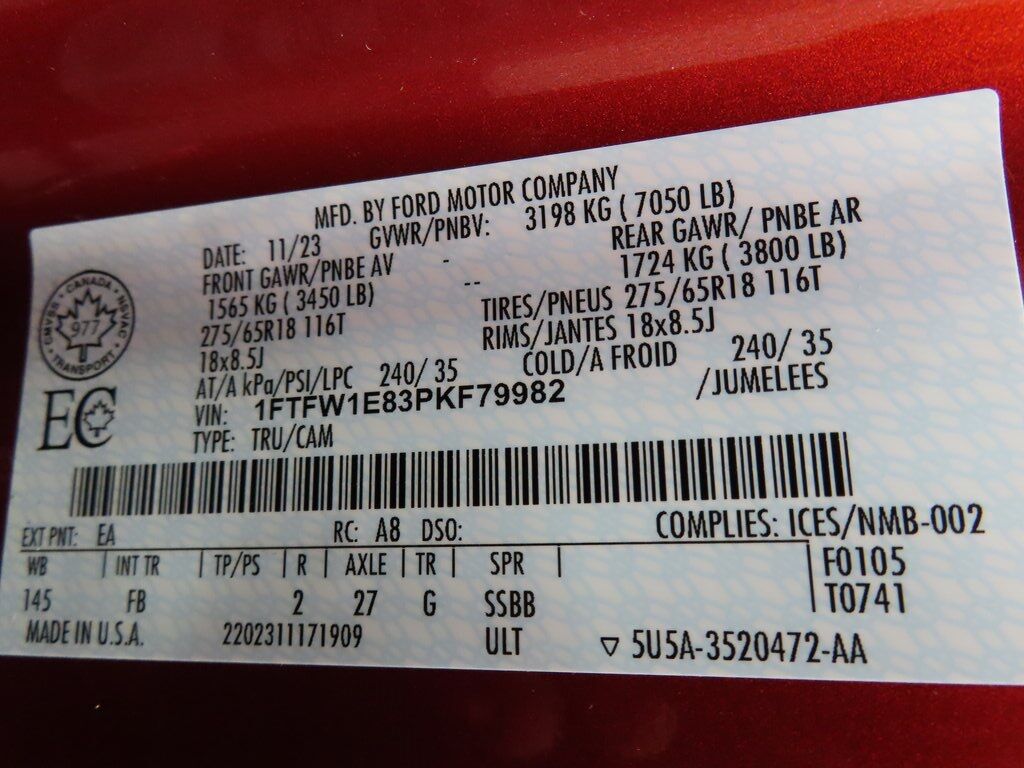 MFD. BY FORD MOTOR COMPANY
DATE: 11/23 GVWR/PNBV: 3198 KG ( 7050 LB)
FRONT GAWR/PNBE AV - REAR GAWR/ PNBE AR
1565 KG ( 3450 LB) -- 1724 KG ( 3800 LB)
275/65R18 116T TIRES/PNEUS 275/65R18 116T
18x8.5J RIMS/JANTES 18x8.5J
AT/A kPa/PSI/LPC 240/ 35 COLD/A FROID 240/ 35
VIN: 1FTFW1E83PKF79982 /JUMELEES
TYPE: TRU/CAM
CANADA
CMVSS 977 NSVAC
TRANSPORT
EC
EXT PNT: EA RC: A8 DSO: COMPLIES: ICES/NMB-002
WB | INT TR | TP/PS | R | AXLE | TR | SPR | F0105
145 FB 2 27 G SSBB T0741
MADE IN U.S.A. 2202311171909 ULT ▽ 5U5A-3520472-AA